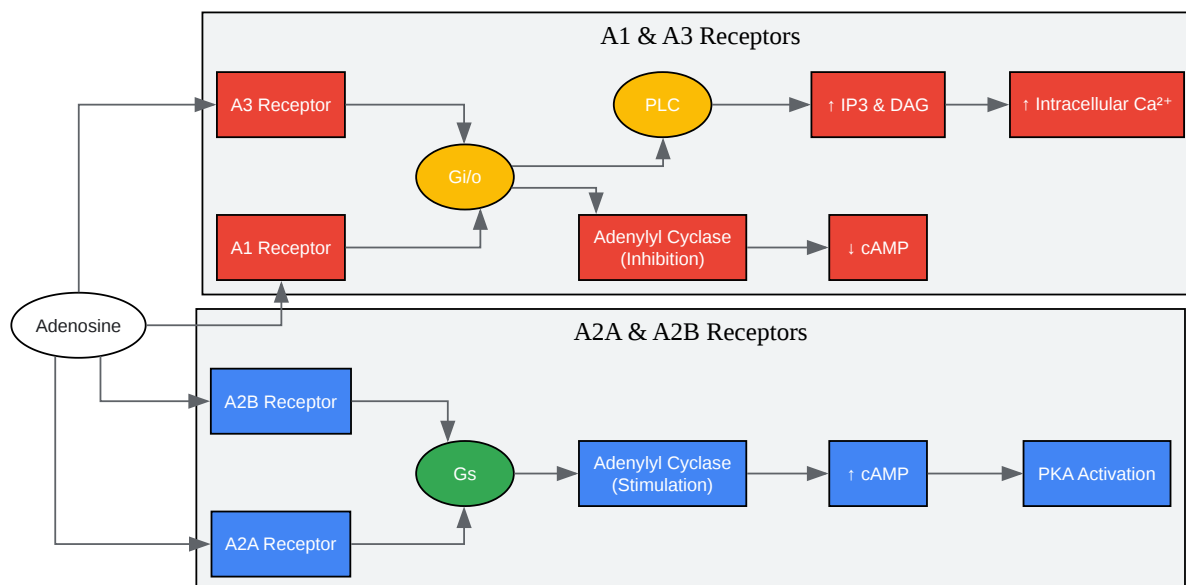 A1 & A3 Receptors
A3 Receptor
PLC
↑ IP3 & DAG
↑ Intracellular Ca²⁺
Gi/o
A1 Receptor
Adenylyl Cyclase
(Inhibition)
↓ cAMP
Adenosine
A2A & A2B Receptors
A2B Receptor
Gs
Adenylyl Cyclase
(Stimulation)
↑ cAMP
PKA Activation
A2A Receptor